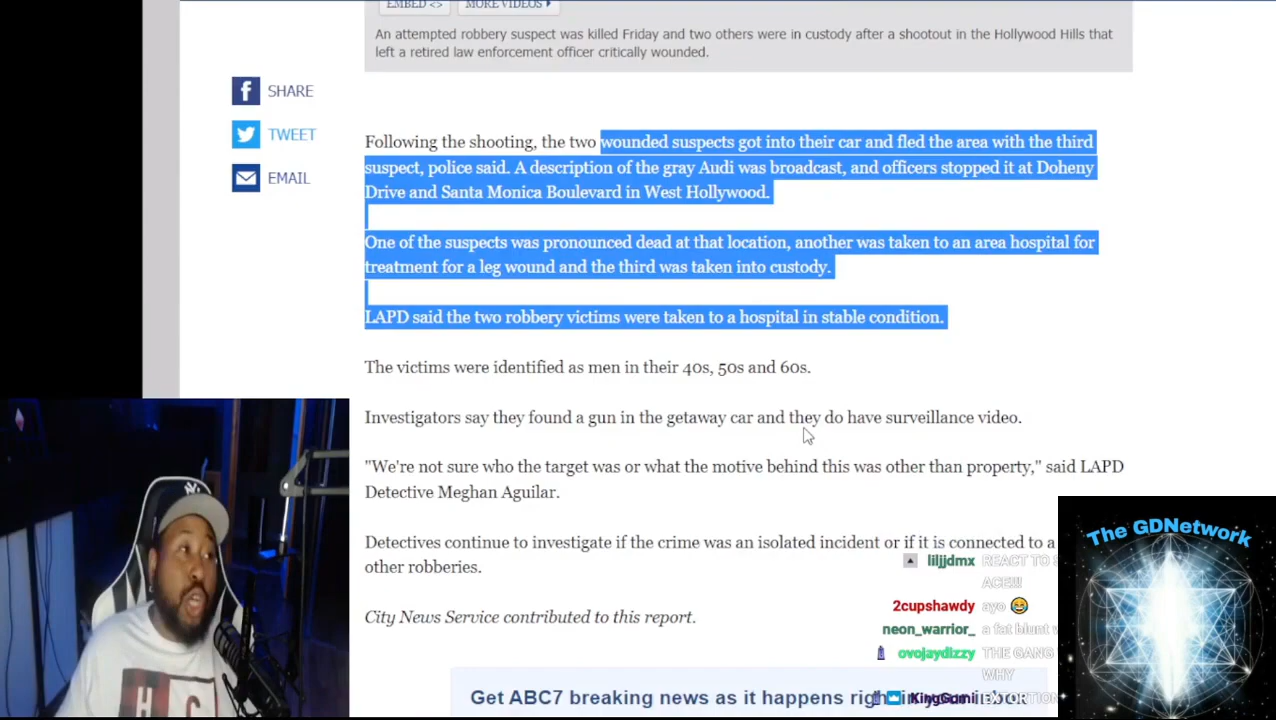 EMBED <> MORE VIDEOS
An attempted robbery suspect was killed Friday and two others were in custody after a shootout in the Hollywood Hills that
left a retired law enforcement officer critically wounded.
SHARE
TWEET
EMAIL
Following the shooting, the two wounded suspects got into their car and fled the area with the third
suspect, police said. A description of the gray Audi was broadcast, and officers stopped it at Doheny
Drive and Santa Monica Boulevard in West Hollywood.
One of the suspects was pronounced dead at that location, another was taken to an area hospital for
treatment for a leg wound and the third was taken into custody.
LAPD said the two robbery victims were taken to a hospital in stable condition.
The victims were identified as men in their 40s, 50s and 60s.
Investigators say they found a gun in the getaway car and they do have surveillance video.
"We're not sure who the target was or what the motive behind this was other than property," said LAPD
Detective Meghan Aguilar.
Detectives continue to investigate if the crime was an isolated incident or if it is connected to a
other robberies.
City News Service contributed to this report.
Get ABC7 breaking news as it happens
The GDNetwork
liljjdmx REACT TO
ACE!!!
2cupshawdy ayo 😂
neon_warrior_ a fat blunt
ovojaydizzy THE GANG
WHY
KingGami EXTORTION